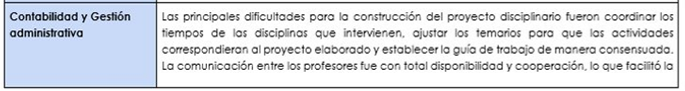 Contabilidad y Gestión
administrativa
Las principales dificultades para la construcción del proyecto disciplinario fueron coordinar los
tiempos de las disciplinas que intervienen, ajustar los temarios para que las actividades
correspondieran al proyecto elaborado y establecer la guía de trabajo de manera consensuada.
La comunicación entre los profesores fue con total disponibilidad y cooperación, lo que facilitó la